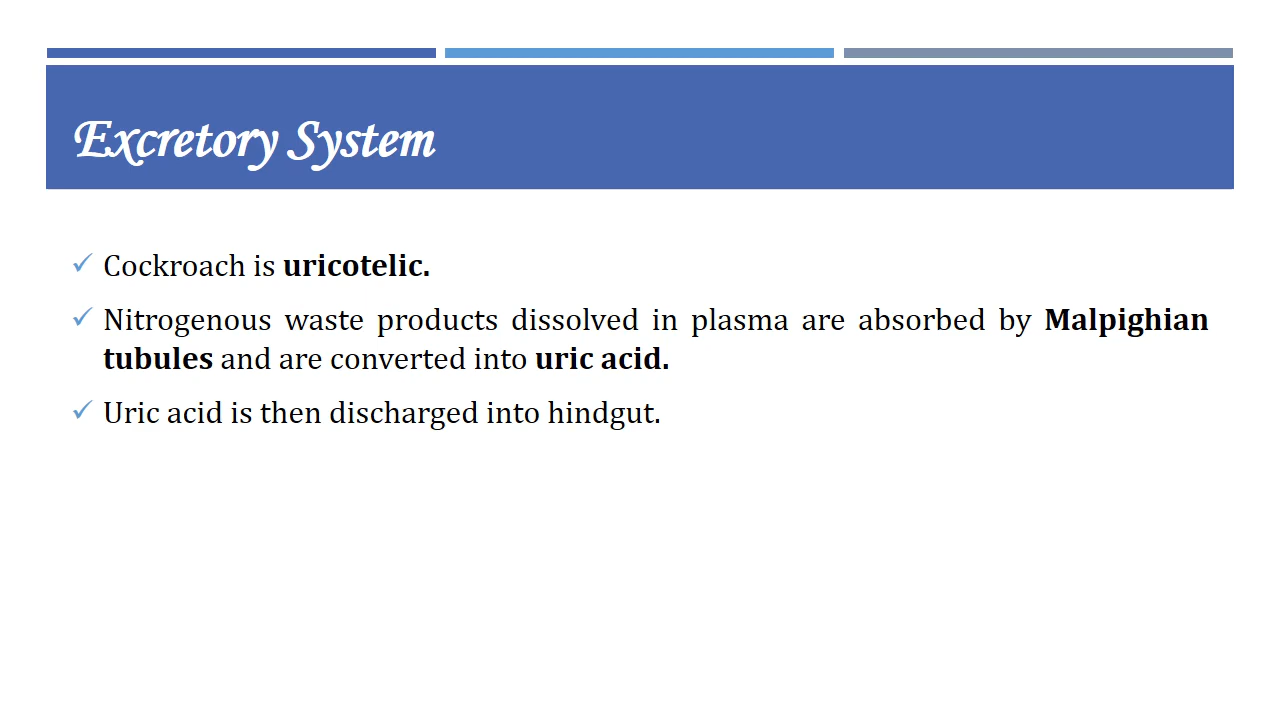 Excretory System
✓ Cockroach is uricotelic.
✓ Nitrogenous waste products dissolved in plasma are absorbed by Malpighian
tubules and are converted into uric acid.
✓ Uric acid is then discharged into hindgut.